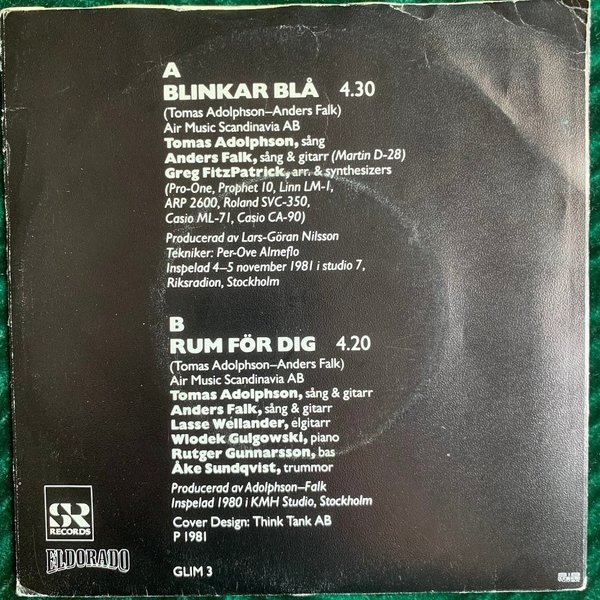 A
BLINKAR BLÅ 4.30
(Tomas Adolphson–Anders Falk)
Air Music Scandinavia AB
Tomas Adolphson, sång
Anders Falk, sång & gitarr (Martin D-28)
Greg FitzPatrick, arr. & synthesizers
(Pro-One, Prophet 10, Linn LM-1,
ARP 2600, Roland SVC-350,
Casio ML-71, Casio CA-90)
Producerad av Lars-Göran Nilsson
Tekniker: Per-Ove Almeflo
Inspelad 4–5 november 1981 i studio 7,
Riksradion, Stockholm
B
RUM FÖR DIG 4.20
(Tomas Adolphson–Anders Falk)
Air Music Scandinavia AB
Tomas Adolphson, sång & gitarr
Anders Falk, sång & gitarr
Lasse Wellander, elgitarr
Wlodek Gulgowski, piano
Rutger Gunnarsson, bas
Åke Sundqvist, trummor
Producerad av Adolphson–Falk
Inspelad 1980 i KMH Studio, Stockholm
Cover Design: Think Tank AB
P 1981
SR
RECORDS
ELDORADO
GLIM 3